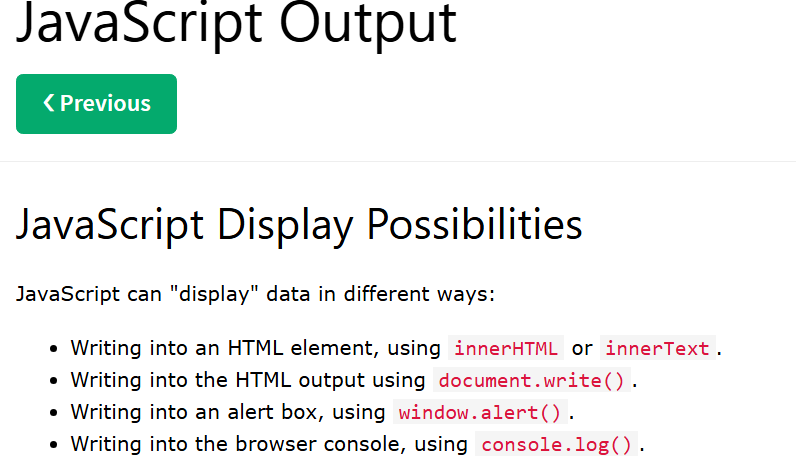 JavaScript Output
❮ Previous
JavaScript Display Possibilities
JavaScript can "display" data in different ways:
• Writing into an HTML element, using innerHTML or innerText.
• Writing into the HTML output using document.write().
• Writing into an alert box, using window.alert().
• Writing into the browser console, using console.log().